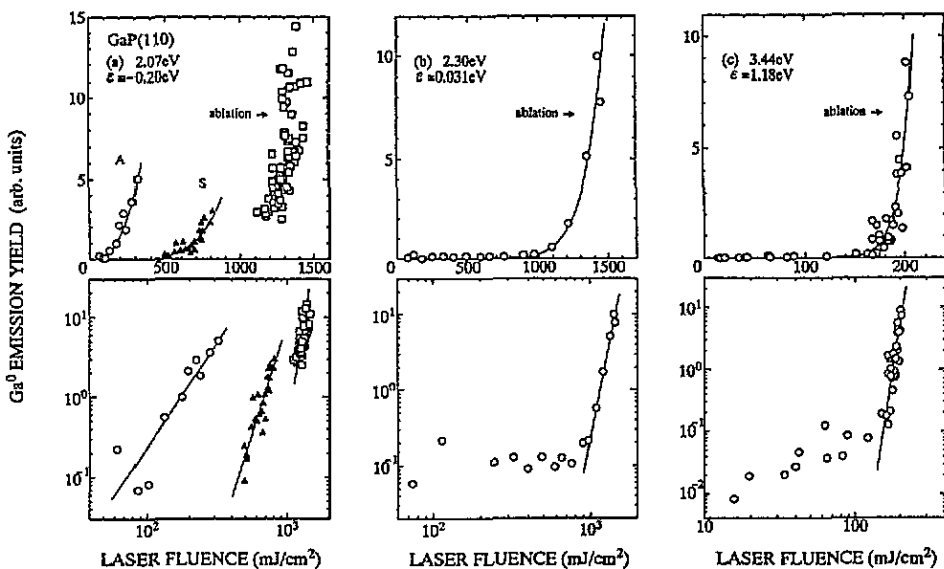 Ga⁰ EMISSION YIELD (arb. units)
15
10
5
0
GaP(110)
(a) 2.07eV
ε=-0.20eV
ablation →
A
S
0 500 1000 1500
10
5
0
(b) 2.30eV
ε=0.031eV
ablation →
0 500 1000 1500
10
5
0
(c) 3.44eV
ε=1.18eV
ablation →
0 100 200
10¹
10⁰
10⁻¹
10² 10³
LASER FLUENCE (mJ/cm²)
10¹
10⁰
10⁻¹
10² 10³
LASER FLUENCE (mJ/cm²)
10¹
10⁰
10⁻¹
10⁻²
10 100
LASER FLUENCE (mJ/cm²)